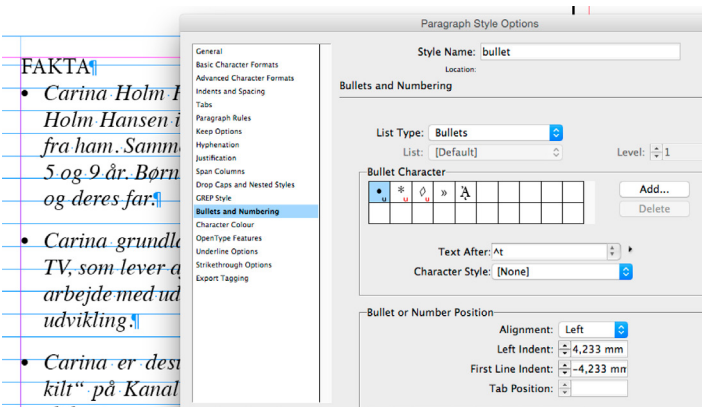 Paragraph Style Options
FAKTA¶
• Carina Holm
Holm Hansen i
fra ham. Samm
5 og 9 år. Børn
og deres far.¶
• Carina grundl
TV, som lever a
arbejde med ud
udvikling.¶
• Carina er desi
kilt“ på Kanal
General
Basic Character Formats
Advanced Character Formats
Indents and Spacing
Tabs
Paragraph Rules
Keep Options
Hyphenation
Justification
Span Columns
Drop Caps and Nested Styles
GREP Style
Bullets and Numbering
Character Colour
OpenType Features
Underline Options
Strikethrough Options
Export Tagging
Style Name: bullet
Location:
Bullets and Numbering
List Type: Bullets
List: [Default] Level: 1
Bullet Character
•u *u ◊u » Ά
Add...
Delete
Text After: ^t
Character Style: [None]
Bullet or Number Position
Alignment: Left
Left Indent: 4,233 mm
First Line Indent: -4,233 mm
Tab Position: